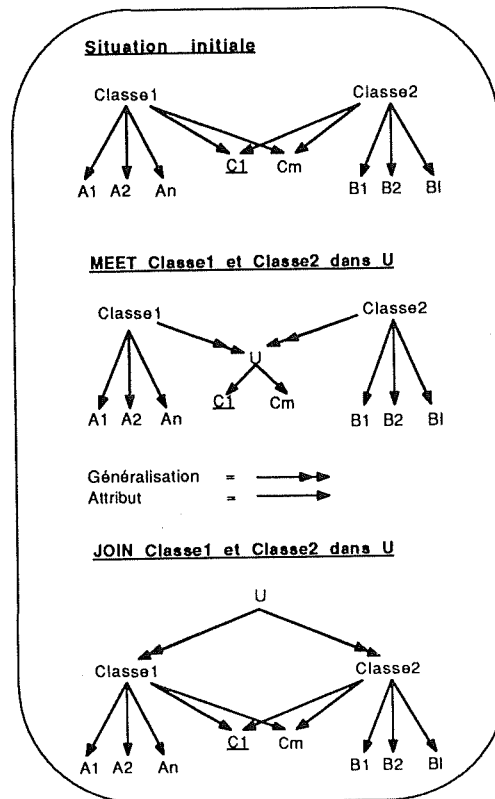 Situation initiale
Classe1 Classe2
C1 Cm
A1 A2 An B1 B2 Bl
MEET Classe1 et Classe2 dans U
Classe1 Classe2
U
C1 Cm
A1 A2 An B1 B2 Bl
Généralisation =
Attribut =
JOIN Classe1 et Classe2 dans U
U
Classe1 Classe2
C1 Cm
A1 A2 An B1 B2 Bl